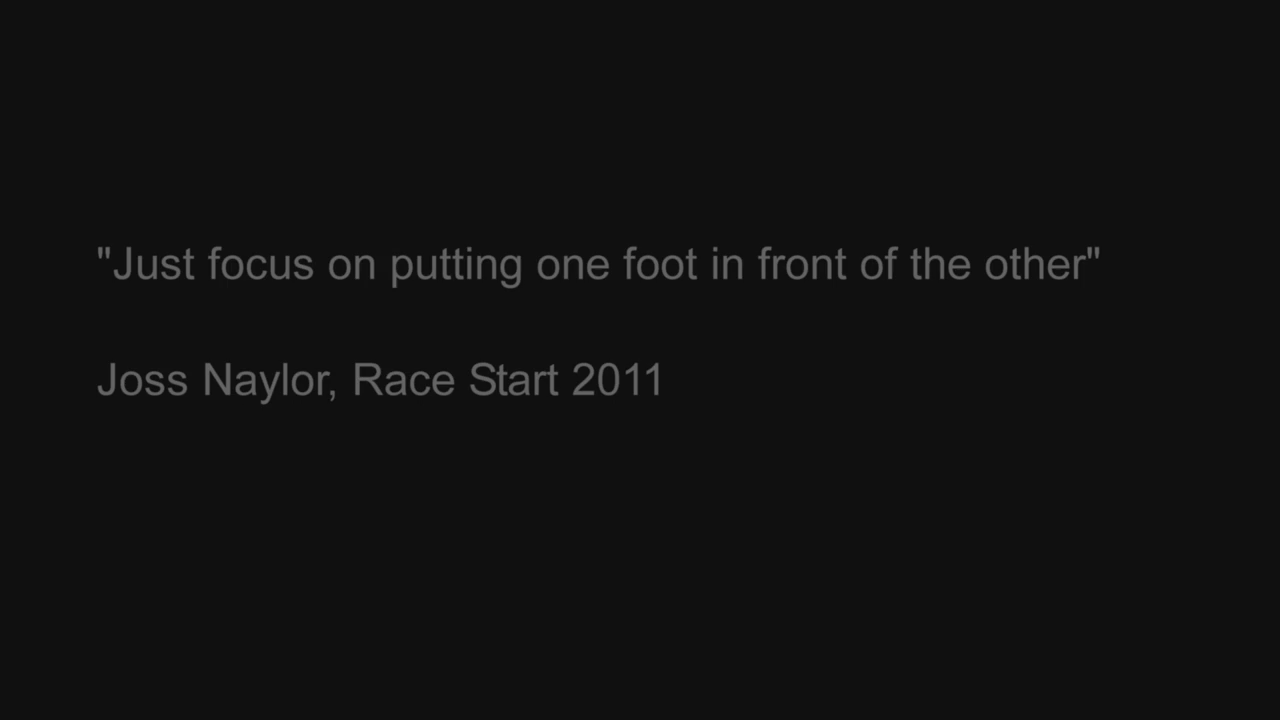 "Just focus on putting one foot in front of the other"
Joss Naylor, Race Start 2011